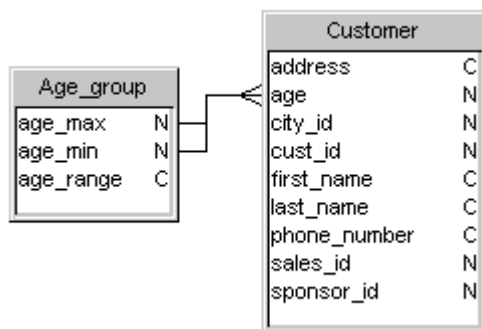 Age_group
age_max N
age_min N
age_range C
Customer
address C
age N
city_id N
cust_id N
first_name C
last_name C
phone_number C
sales_id N
sponsor_id N